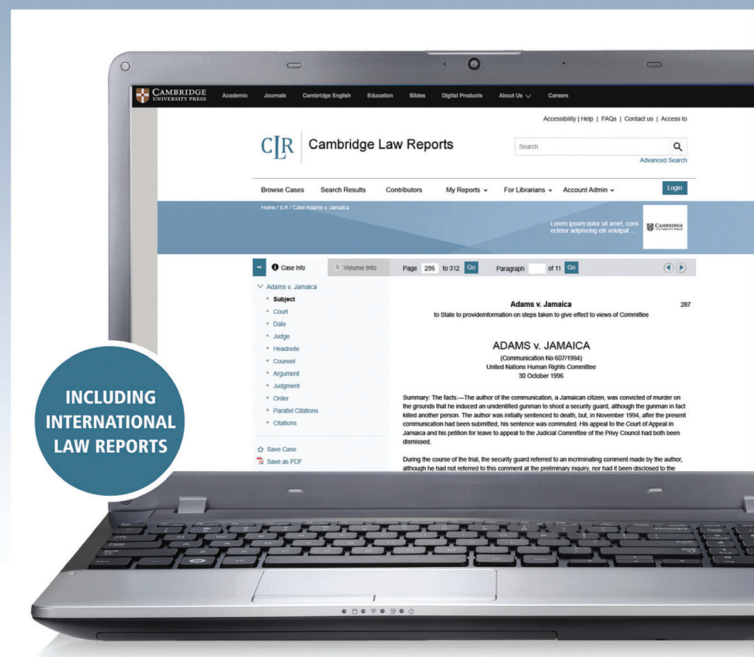 CAMBRIDGE
UNIVERSITY PRESS
Academic Journals Cambridge English Education Bibles Digital Products About Us Careers
Accessibility | Help | FAQs | Contact us | Access to
CLR Cambridge Law Reports
Search
Advanced Search
Browse Cases Search Results Contributors My Reports For Librarians Account Admin Login
Home / ILR / Case Adams v. Jamaica
Lorem ipsum dolor sit amet, cons
ectetur adipiscing elit volutpat ...
CAMBRIDGE
UNIVERSITY PRESS
Case Info Volume Info Page 286 to 312 Go Paragraph of 11 Go
Adams v. Jamaica
Subject
Court
Date
Judge
Headnote
Counsel
Argument
Judgment
Order
Parallel Citations
Citations
Save Case
Save as PDF
Adams v. Jamaica 287
to State to provideinformation on steps taken to give effect to views of Committee
ADAMS v. JAMAICA
(Communication No 607/1994)
United Nations Human Rights Committee
30 October 1996
Summary: The facts:—The author of the communication, a Jamaican citizen, was convicted of murder on
the grounds that he induced an unidentified gunman to shoot a security guard, although the gunman in fact
killed another person. The author was initially sentenced to death, but, in November 1994, after the present
communication had been submitted, his sentence was commuted. His appeal to the Court of Appeal in
Jamaica and his petition for leave to appeal to the Judicial Committee of the Privy Council had both been
dismissed.
During the course of the trial, the security guard referred to an incriminating comment made by the author,
although he had not referred to this comment at the preliminary inquiry, nor had it been disclosed to the
INCLUDING
INTERNATIONAL
LAW REPORTS